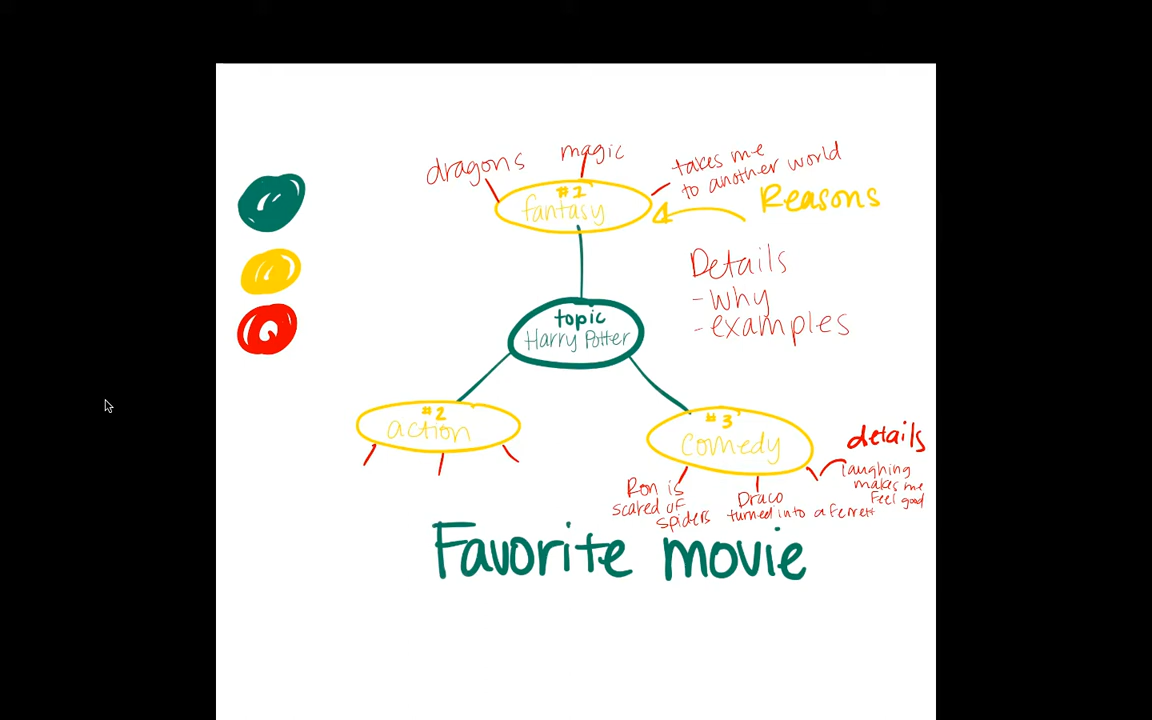 dragons
magic
takes me
to another world
#1
fantasy
Reasons
Details
-why
-examples
topic
Harry Potter
#2
action
#3
comedy
details
laughing
makes me
feel good
Ron is
scared of
spiders
Draco
turned into a ferrett
Favorite movie